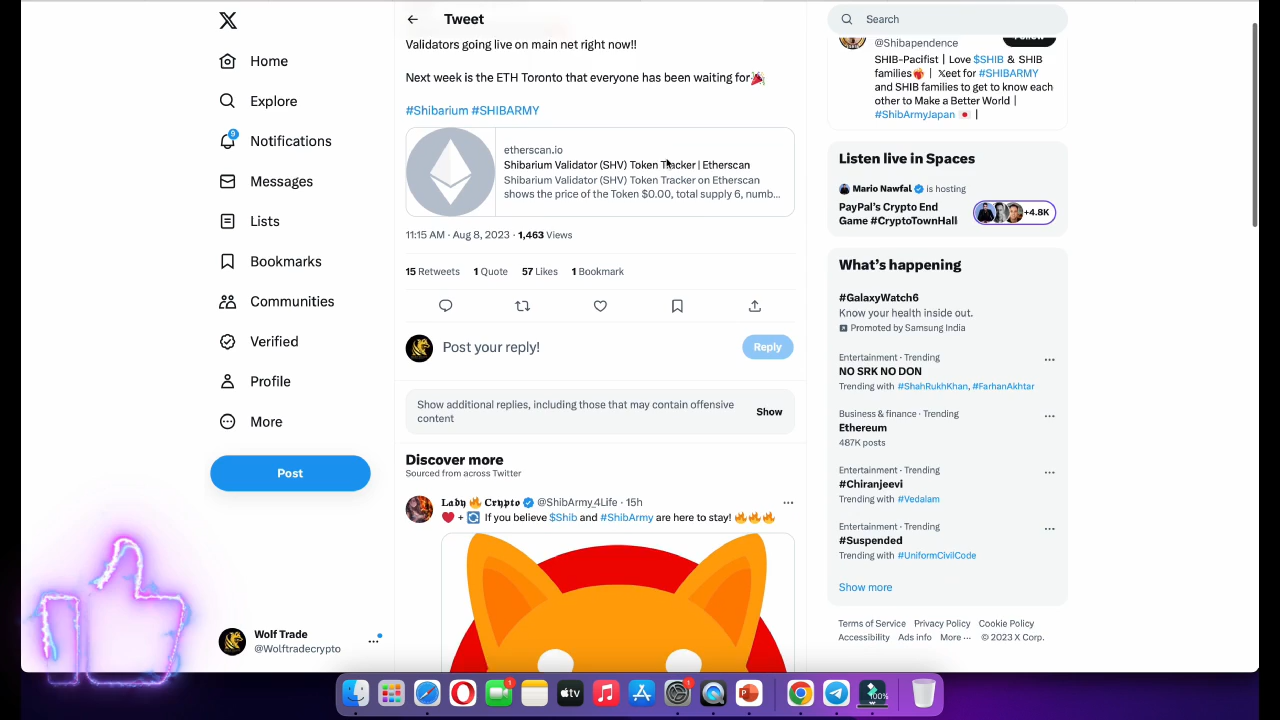 Tweet
Search
Validators going live on main net right now!!
Next week is the ETH Toronto that everyone has been waiting for🎉
#Shibarium #SHIBARMY
etherscan.io
Shibarium Validator (SHV) Token Tracker | Etherscan
Shibarium Validator (SHV) Token Tracker on Etherscan
shows the price of the Token $0.00, total supply 6, numb...
11:15 AM · Aug 8, 2023 · 1,463 Views
15 Retweets 1 Quote 57 Likes 1 Bookmark
Post your reply!
Reply
Show additional replies, including those that may contain offensive
content
Show
Discover more
Sourced from across Twitter
Lady 🔥 Crypto @ShibArmy_4Life · 15h
❤️ + 🔄 If you believe $Shib and #ShibArmy are here to stay! 🔥🔥🔥
Home
Explore
9
Notifications
Messages
Lists
Bookmarks
Communities
Verified
Profile
More
Post
Wolf Trade
@Wolftradecrypto
@Shibapendence
SHIB-Pacifist | Love $SHIB & SHIB
families🎁 | 𝕏eet for #SHIBARMY
and SHIB families to get to know each
other to Make a Better World |
#ShibArmyJapan 🇯🇵 |
Listen live in Spaces
Mario Nawfal is hosting
PayPal's Crypto End
Game #CryptoTownHall
+4.8K
What's happening
#GalaxyWatch6
Know your health inside out.
Promoted by Samsung India
Entertainment · Trending
NO SRK NO DON
Trending with #ShahRukhKhan, #FarhanAkhtar
Business & finance · Trending
Ethereum
487K posts
Entertainment · Trending
#Chiranjeevi
Trending with #Vedalam
Entertainment · Trending
#Suspended
Trending with #UniformCivilCode
Show more
Terms of Service Privacy Policy Cookie Policy
Accessibility Ads info More ··· © 2023 X Corp.
1
tv
1
100%